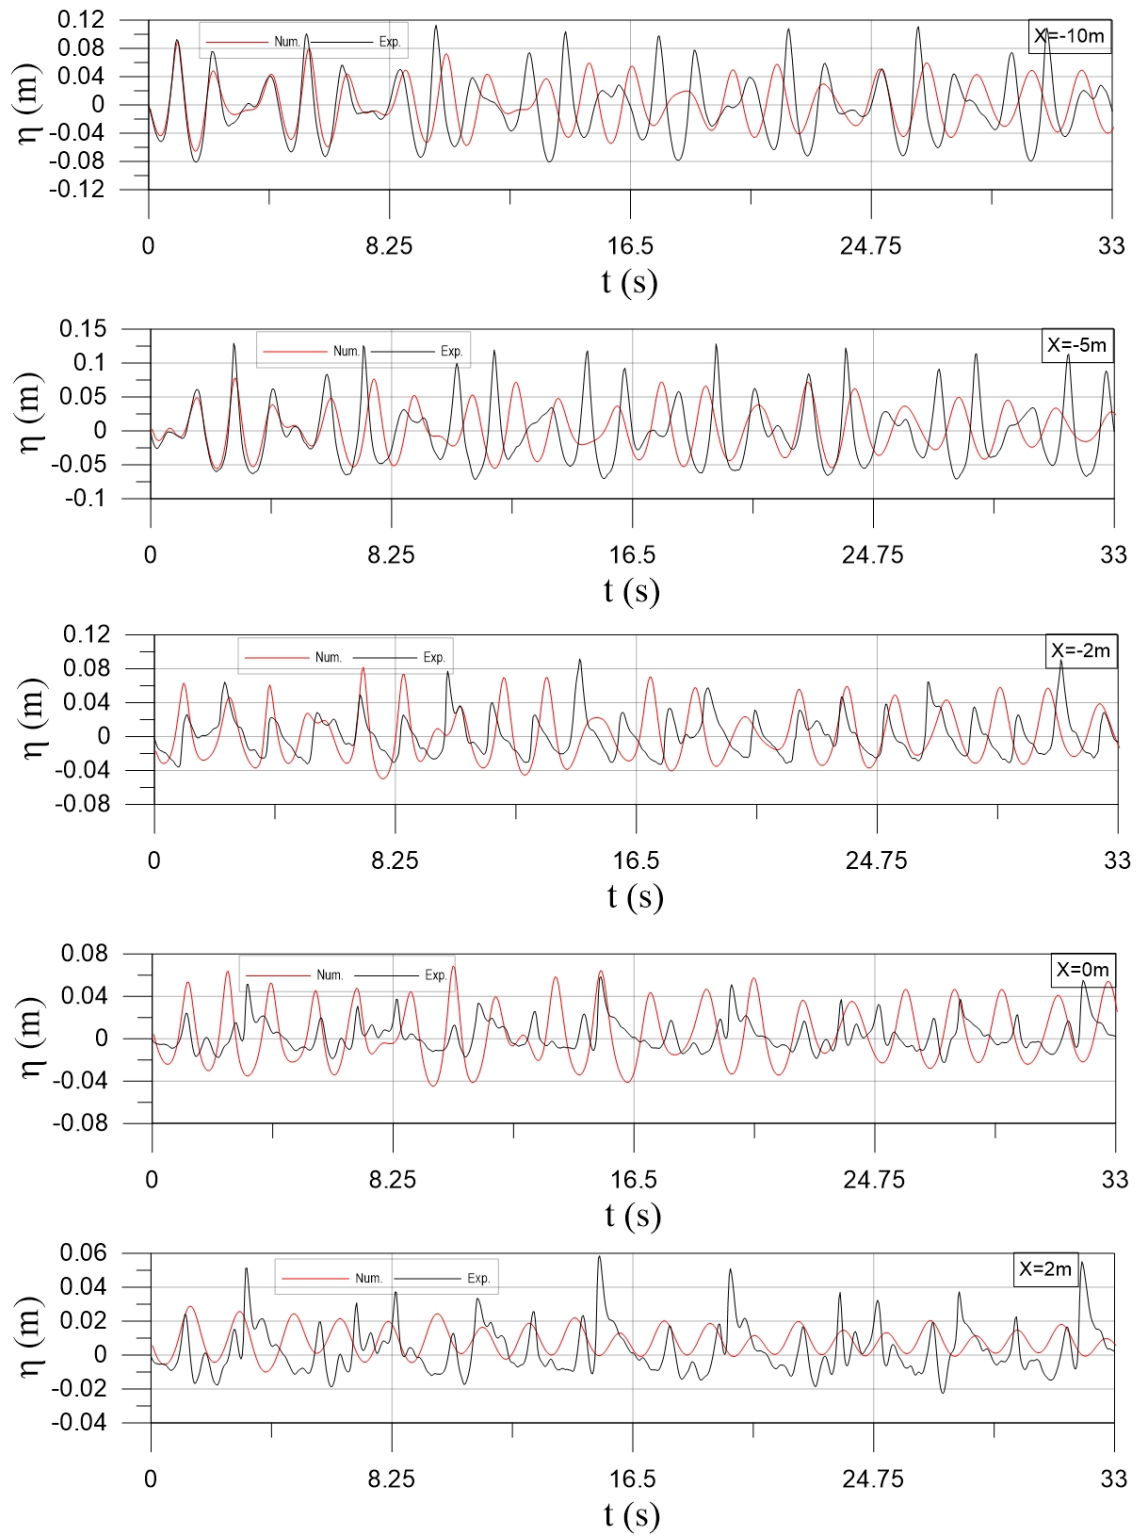 0.12
0.08
0.04
0
-0.04
-0.08
-0.12
η (m)
Num. Exp.
X=-10m
0 8.25 16.5 24.75 33
t (s)
0.15
0.1
0.05
0
-0.05
-0.1
η (m)
Num. Exp.
X=-5m
0 8.25 16.5 24.75 33
t (s)
0.12
0.08
0.04
0
-0.04
-0.08
η (m)
Num. Exp.
X=-2m
0 8.25 16.5 24.75 33
t (s)
0.08
0.04
0
-0.04
-0.08
η (m)
Num. Exp.
X=0m
0 8.25 16.5 24.75 33
t (s)
0.06
0.04
0.02
0
-0.02
-0.04
η (m)
Num. Exp.
X=2m
0 8.25 16.5 24.75 33
t (s)